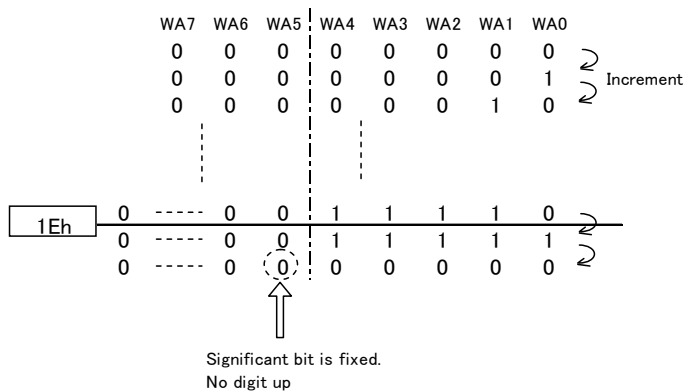 WA7 WA6 WA5 WA4 WA3 WA2 WA1 WA0
0 0 0 0 0 0 0 0
0 0 0 0 0 0 0 1
Increment
0 0 0 0 0 0 1 0
0 ----- 0 0 1 1 1 1 0
1Eh
0 ----- 0 0 1 1 1 1 1
0 ----- 0 0 0 0 0 0 0
Significant bit is fixed.
No digit up